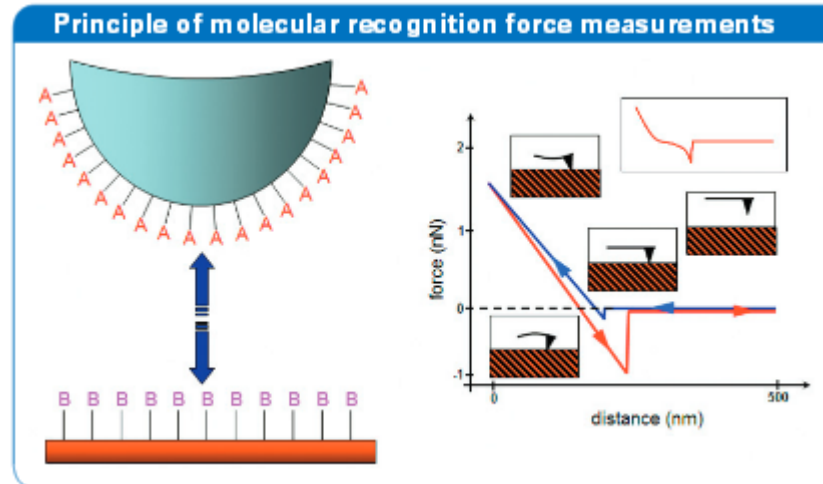 Principle of molecular recognition force measurements
A A A A A A A A A A A A A A A A A A A A A
B B B B B B B B B B B
force (nN)
2
1
0
-1
0
500
distance (nm)